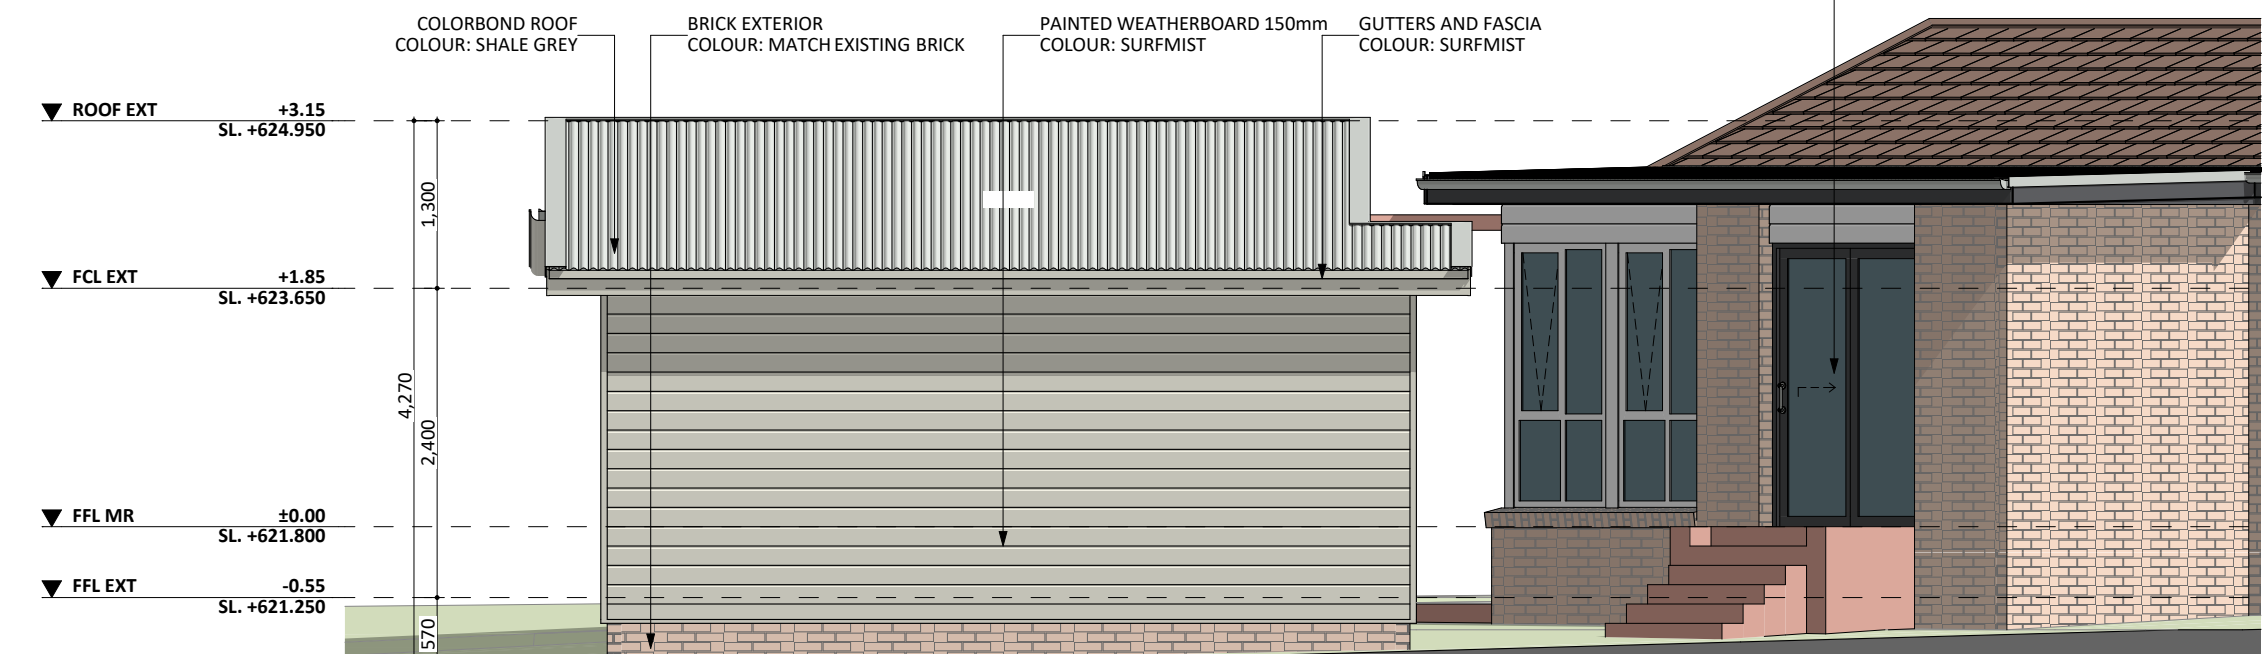 COLORBOND ROOF
COLOUR: SHALE GREY
BRICK EXTERIOR
COLOUR: MATCH EXISTING BRICK
PAINTED WEATHERBOARD 150mm
COLOUR: SURFMIST
GUTTERS AND FASCIA
COLOUR: SURFMIST
ROOF EXT +3.15
SL. +624.950
1,300
FCL EXT +1.85
SL. +623.650
4,270
2,400
FFL MR ±0.00
SL. +621.800
FFL EXT -0.55
SL. +621.250
570